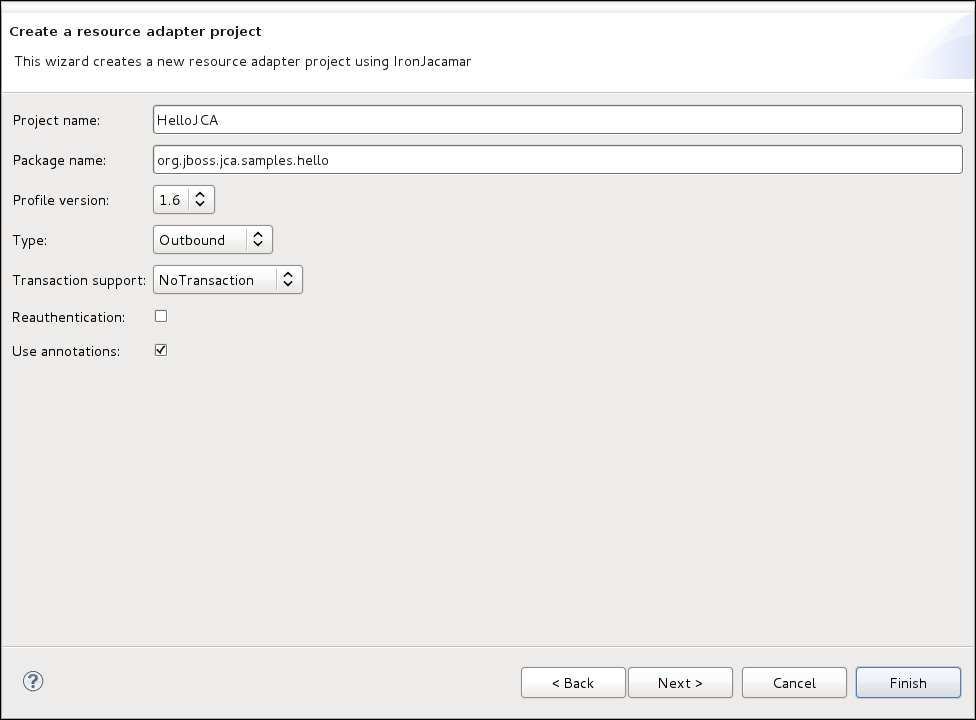 Create a resource adapter project
This wizard creates a new resource adapter project using IronJacamar
Project name: HelloJCA
Package name: org.jboss.jca.samples.hello
Profile version: 1.6
Type: Outbound
Transaction support: NoTransaction
Reauthentication:
Use annotations:
? < Back Next > Cancel Finish